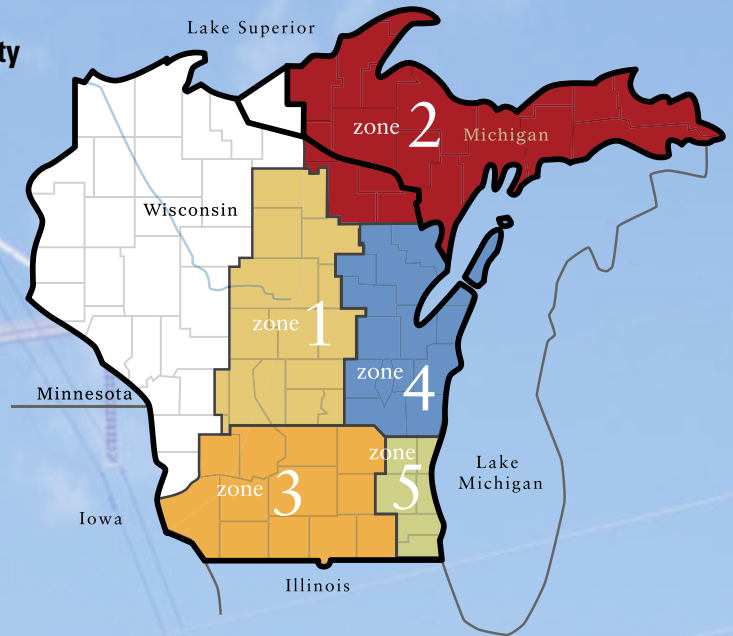 Lake Superior
ty
zone 2
Michigan
Wisconsin
zone 1
zone 4
Minnesota
zone 5
Lake
Michigan
zone 3
Iowa
Illinois